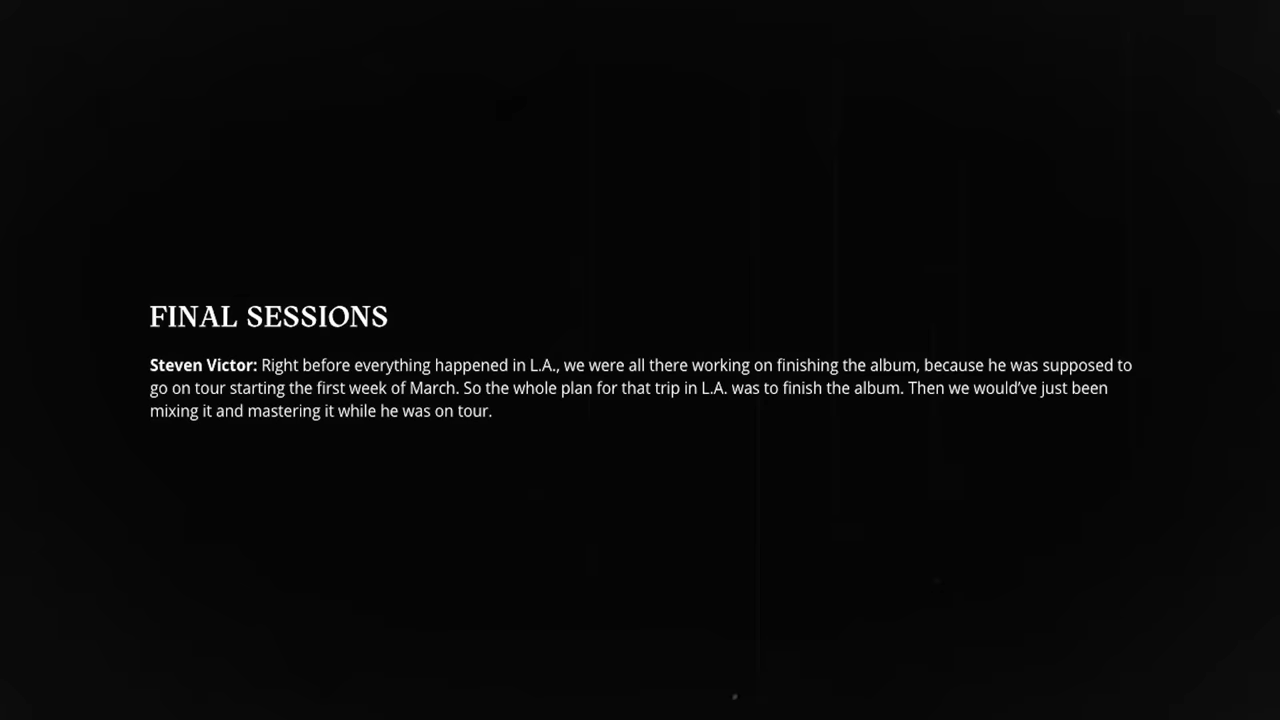 FINAL SESSIONS
Steven Victor: Right before everything happened in L.A., we were all there working on finishing the album, because he was supposed to
go on tour starting the first week of March. So the whole plan for that trip in L.A. was to finish the album. Then we would’ve just been
mixing it and mastering it while he was on tour.